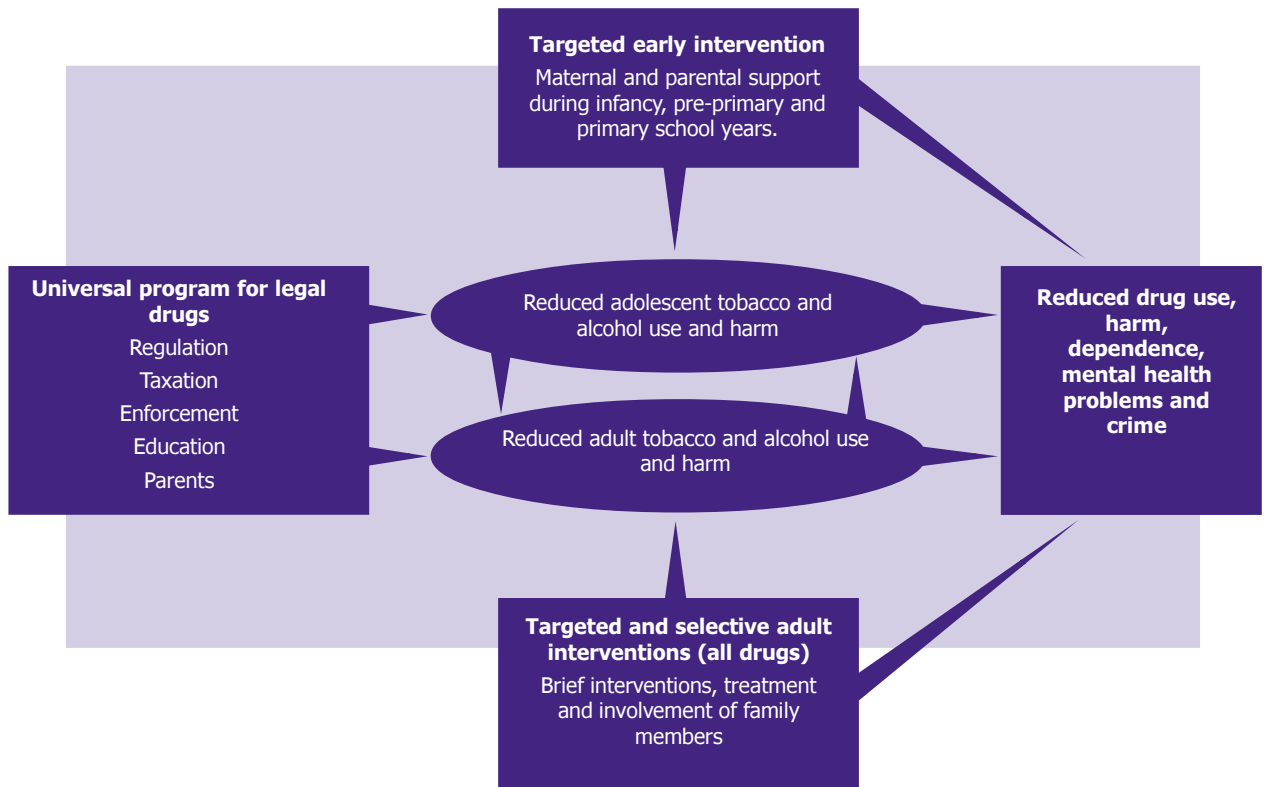 Targeted early intervention
Maternal and parental support
during infancy, pre-primary and
primary school years.
Universal program for legal
drugs
Regulation
Taxation
Enforcement
Education
Parents
Reduced adolescent tobacco and
alcohol use and harm
Reduced adult tobacco and alcohol use
and harm
Reduced drug use,
harm,
dependence,
mental health
problems and
crime
Targeted and selective adult
interventions (all drugs)
Brief interventions, treatment
and involvement of family
members